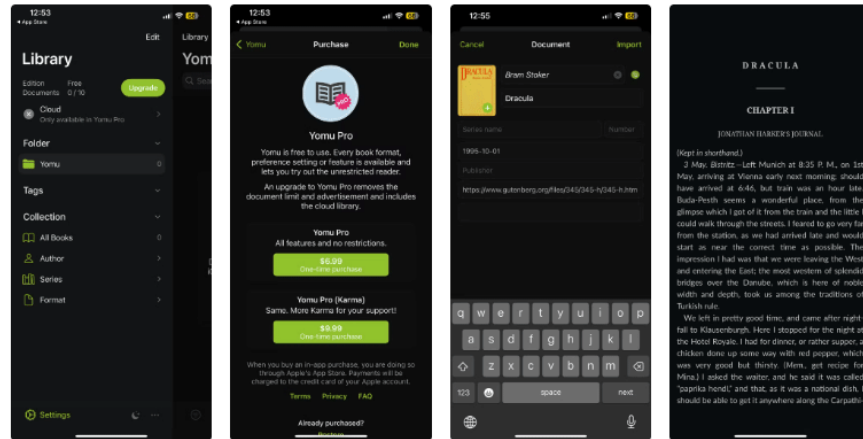 12:53
App Store
66
Edit
Library
Edition Free
Documents 0 / 10
Upgrade
Cloud
Only available in Yomu Pro
Folder
Yomu
0
Tags
Collection
All Books
0
Author
Series
Format
Settings
Library
Yom
12:53
App Store
Yomu
Purchase
Done
PRO
Yomu Pro
Yomu is free to use. Every book format,
preference setting or feature is available and
lets you try out the unrestricted reader.
An upgrade to Yomu Pro removes the
document limit and advertisement and includes
the cloud library.
Yomu Pro
All features and no restrictions.
$6.99
One-time purchase
Yomu Pro (Karma)
Same. More Karma for your support!
$9.99
One-time purchase
When you buy an in-app purchase, you are doing so
through Apple's App Store. Payments will be
charged to the credit card of your Apple account.
Terms Privacy FAQ
Already purchased?
Restore
12:55
Cancel
Document
Import
DRACULA
Bram Stoker
Dracula
Series name
Number
1995-10-01
Publisher
https://www.gutenberg.org/files/345/345-h/345-h.htm
q w e r t y u i o p
a s d f g h j k l
z x c v b n m
123
space
next
DRACULA
CHAPTER I
JONATHAN HARKER'S JOURNAL
(Kept in shorthand.)
3 May. Bistritz.—Left Munich at 8:35 P. M., on 1st
May, arriving at Vienna early next morning; should
have arrived at 6:46, but train was an hour late.
Buda-Pesth seems a wonderful place, from the
glimpse which I got of it from the train and the little I
could walk through the streets. I feared to go very far
from the station, as we had arrived late and would
start as near the correct time as possible. The
impression I had was that we were leaving the West
and entering the East; the most western of splendid
bridges over the Danube, which is here of noble
width and depth, took us among the traditions of
Turkish rule.
We left in pretty good time, and came after night-
fall to Klausenburgh. Here I stopped for the night at
the Hotel Royale. I had for dinner, or rather supper, a
chicken done up some way with red pepper, which
was very good but thirsty. (Mem., get recipe for
Mina.) I asked the waiter, and he said it was called
"paprika hendl," and that, as it was a national dish, I
should be able to get it anywhere along the Carpathi-